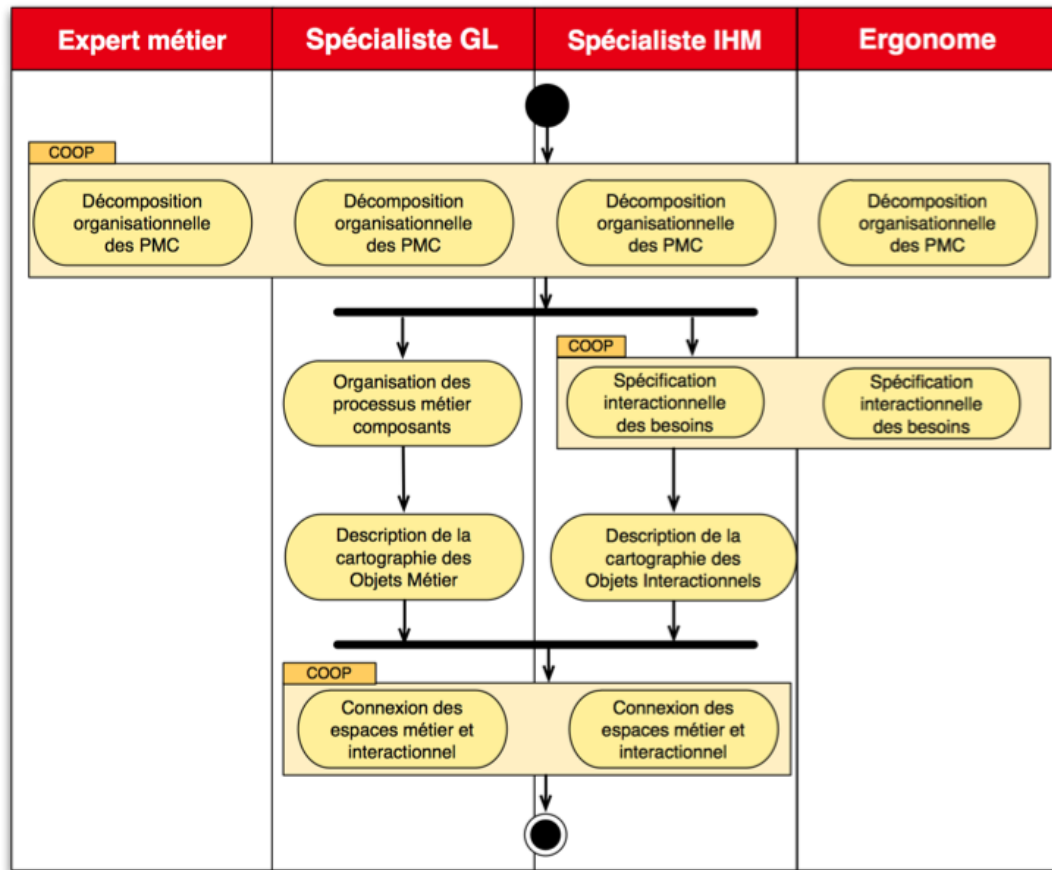 Expert métier
Spécialiste GL
Spécialiste IHM
Ergonome
COOP
Décomposition
organisationnelle
des PMC
Décomposition
organisationnelle
des PMC
Décomposition
organisationnelle
des PMC
Décomposition
organisationnelle
des PMC
Organisation des
processus métier
composants
COOP
Spécification
interactionnelle
des besoins
Spécification
interactionnelle
des besoins
Description de la
cartographie des
Objets Métier
Description de la
cartographie des
Objets Interactionnels
COOP
Connexion des
espaces métier et
interactionnel
Connexion des
espaces métier et
interactionnel